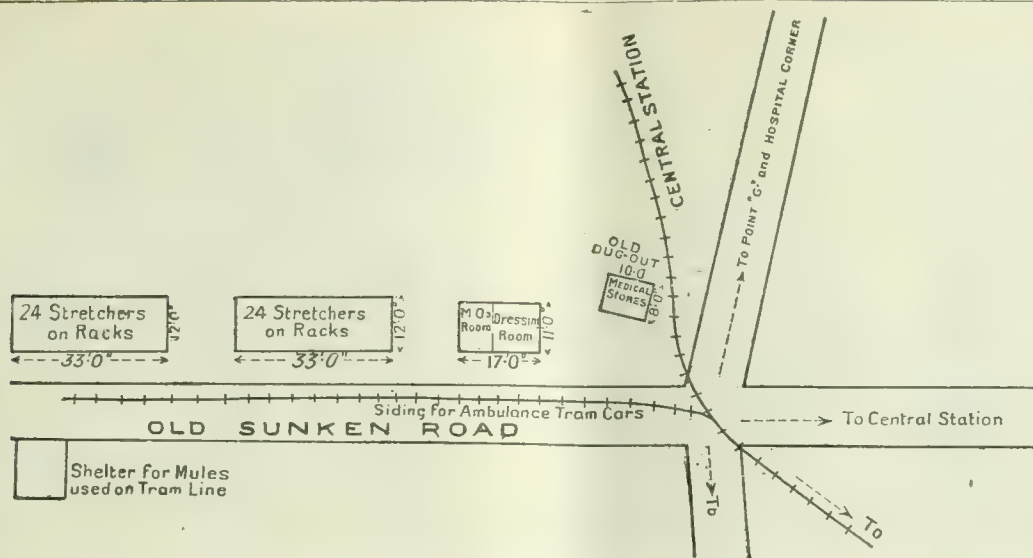 CENTRAL STATION
To POINT "G." and HOSPITAL CORNER
OLD
DUG-OUT
10·0
MEDICAL
STORES
8·0"
24 Stretchers
on Racks
12'0"
33'0"
24 Stretchers
on Racks
12'0"
33'0"
M O's
Room
Dressing
Room
11'0"
17'0"
Siding for Ambulance Tram Cars
OLD SUNKEN ROAD
To Central Station
Shelter for Mules
used on Tram Line
To
To